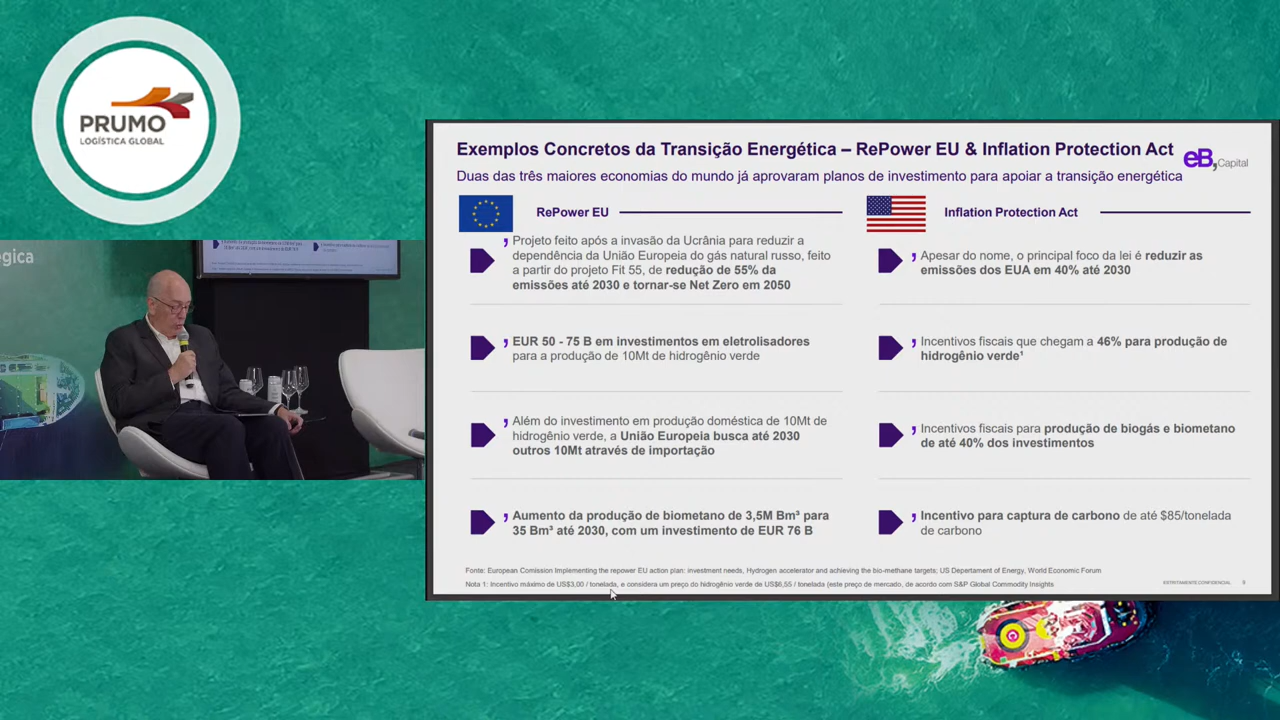 PRUMO
LOGÍSTICA GLOBAL
ógica
Exemplos Concretos da Transição Energética – RePower EU & Inflation Protection Act
eB, Capital
Duas das três maiores economias do mundo já aprovaram planos de investimento para apoiar a transição energética
RePower EU
Projeto feito após a invasão da Ucrânia para reduzir a
dependência da União Europeia do gás natural russo, feito
a partir do projeto Fit 55, de redução de 55% da
emissões até 2030 e tornar-se Net Zero em 2050
EUR 50 - 75 B em investimentos em eletrolisadores
para a produção de 10Mt de hidrogênio verde
Além do investimento em produção doméstica de 10Mt de
hidrogênio verde, a União Europeia busca até 2030
outros 10Mt através de importação
Aumento da produção de biometano de 3,5M Bm³ para
35 Bm³ até 2030, com um investimento de EUR 76 B
Inflation Protection Act
Apesar do nome, o principal foco da lei é reduzir as
emissões dos EUA em 40% até 2030
Incentivos fiscais que chegam a 46% para produção de
hidrogênio verde¹
Incentivos fiscais para produção de biogás e biometano
de até 40% dos investimentos
Incentivo para captura de carbono de até $85/tonelada
de carbono
Fonte: European Comission Implementing the repower EU action plan: investment needs, Hydrogen accelerator and achieving the bio-methane targets; US Departament of Energy, World Economic Forum
Nota 1: Incentivo máximo de US$3,00 / tonelada, e considera um preço do hidrogênio verde de US$6,55 / tonelada (este preço de mercado, de acordo com S&P Global Commodity Insights
ESTRITAMENTE CONFIDENCIAL